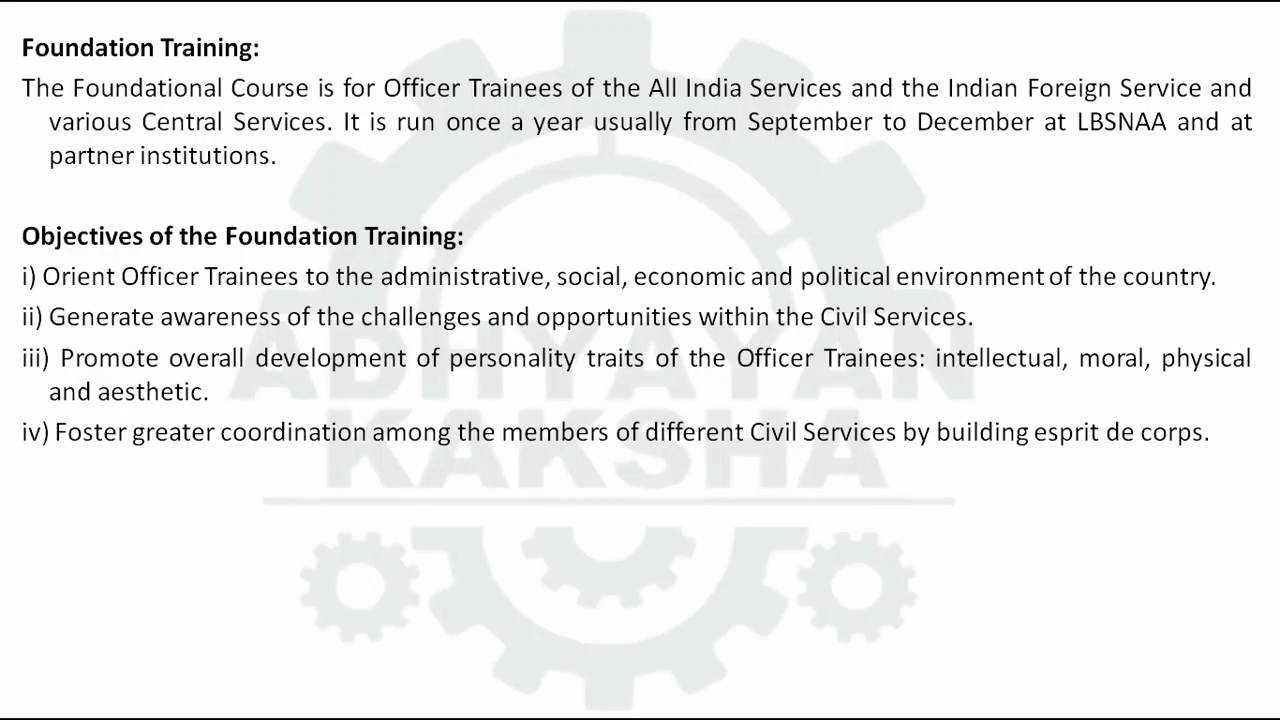 Foundation Training:
The Foundational Course is for Officer Trainees of the All India Services and the Indian Foreign Service and
various Central Services. It is run once a year usually from September to December at LBSNAA and at
partner institutions.
Objectives of the Foundation Training:
i) Orient Officer Trainees to the administrative, social, economic and political environment of the country.
ii) Generate awareness of the challenges and opportunities within the Civil Services.
iii) Promote overall development of personality traits of the Officer Trainees: intellectual, moral, physical
and aesthetic.
iv) Foster greater coordination among the members of different Civil Services by building esprit de corps.
ADHYAYAN
KAKSHA